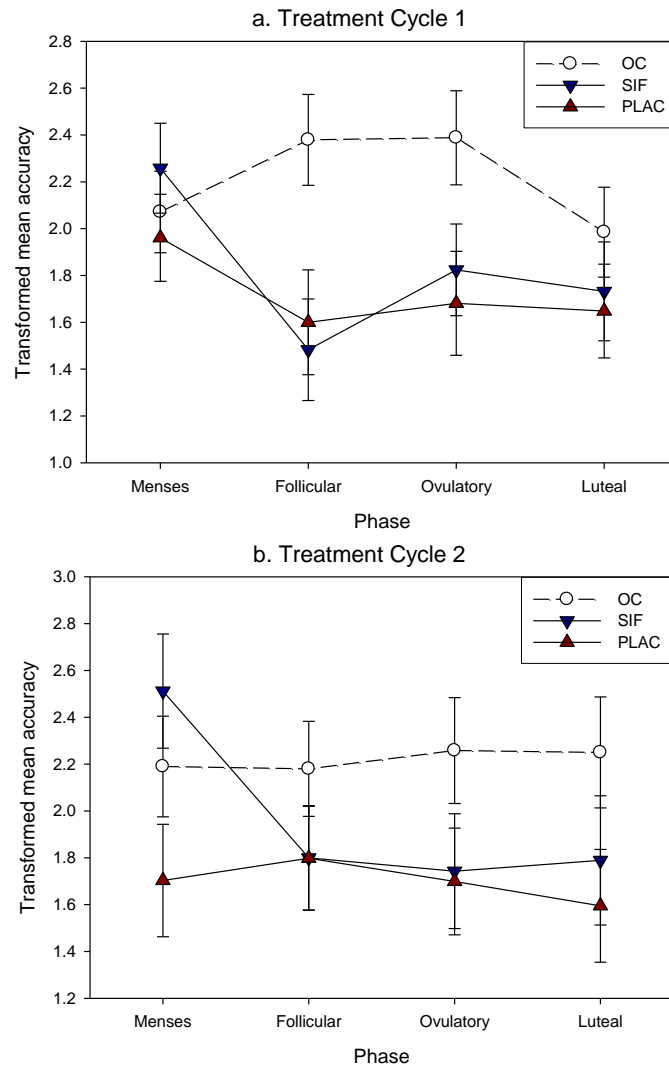 a. Treatment Cycle 1
2.8
2.6
2.4
2.2
2.0
1.8
1.6
1.4
1.2
1.0
Transformed mean accuracy
OC
SIF
PLAC
Menses Follicular Ovulatory Luteal
Phase
b. Treatment Cycle 2
3.0
2.8
2.6
2.4
2.2
2.0
1.8
1.6
1.4
1.2
Transformed mean accuracy
OC
SIF
PLAC
Menses Follicular Ovulatory Luteal
Phase